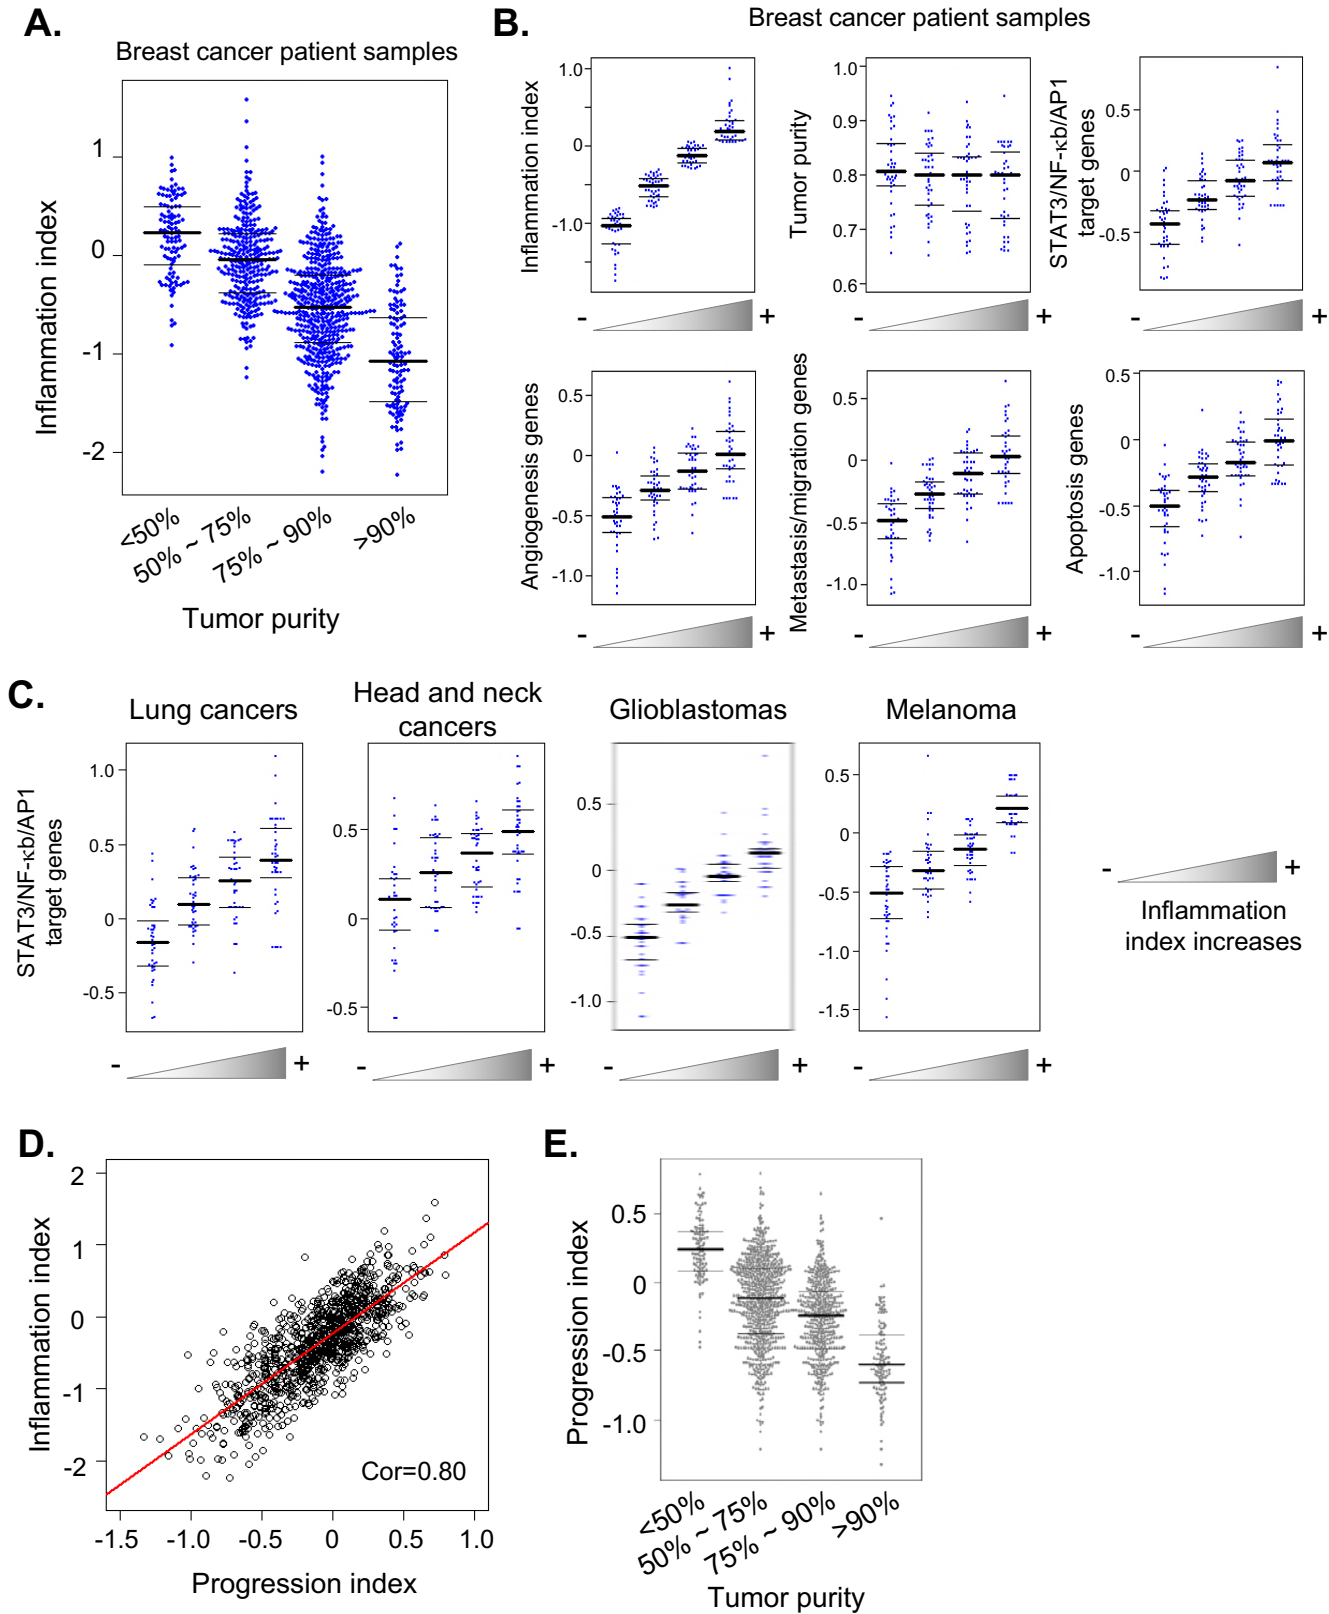 A.
Breast cancer patient samples
Inflammation index
1
0
-1
-2
<50%
50% ~ 75%
75% ~ 90%
>90%
Tumor purity
B.
Breast cancer patient samples
Inflammation index
1.0
0
-1.0
- +
Tumor purity
1.0
0.9
0.8
0.7
0.6
- +
STAT3/NF-κb/AP1
target genes
0.5
0
-0.5
- +
Angiogenesis genes
0.5
0
-0.5
-1.0
- +
Metastasis/migration genes
0.5
0
-0.5
-1.0
- +
Apoptosis genes
0.5
0
-0.5
-1.0
- +
C.
Lung cancers
STAT3/NF-κb/AP1
target genes
1.0
0.5
0
-0.5
- +
Head and neck
cancers
0.5
0
-0.5
- +
Glioblastomas
0.5
0
-0.5
-1.0
- +
Melanoma
0.5
0
-0.5
-1.0
-1.5
- +
- +
Inflammation
index increases
D.
Inflammation index
2
1
0
-1
-2
Cor=0.80
-1.5 -1.0 -0.5 0 0.5 1.0
Progression index
E.
Progression index
0.5
0
-0.5
-1.0
<50%
50% ~ 75%
75% ~ 90%
>90%
Tumor purity